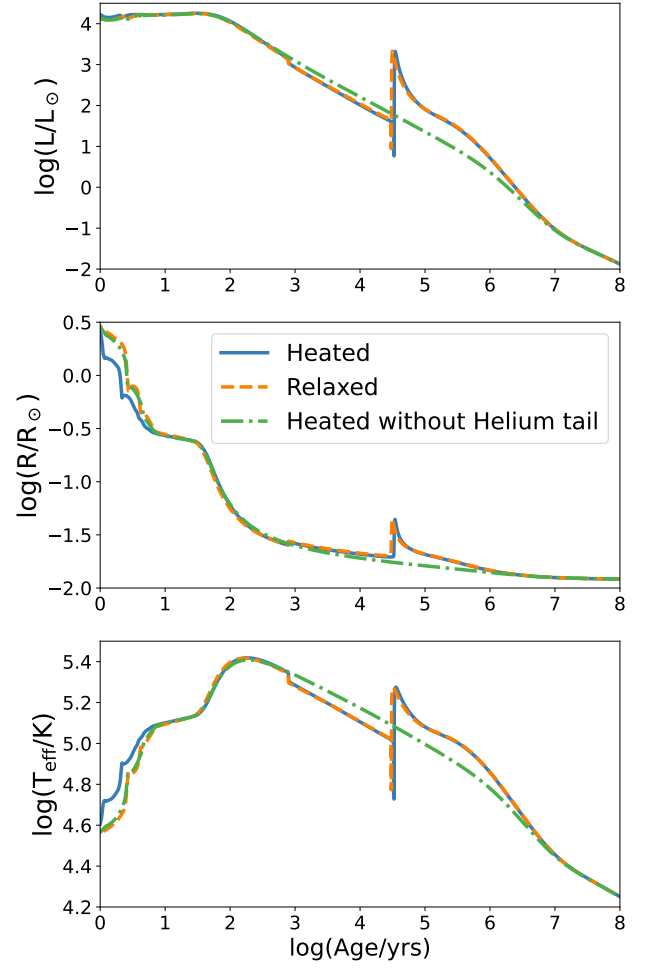 log(L/L⊙)
4
3
2
1
0
−1
−2
0 1 2 3 4 5 6 7 8
log(R/R⊙)
0.5
0.0
−0.5
−1.0
−1.5
−2.0
Heated
Relaxed
Heated without Helium tail
0 1 2 3 4 5 6 7 8
log(Teff/K)
5.4
5.2
5.0
4.8
4.6
4.4
4.2
0 1 2 3 4 5 6 7 8
log(Age/yrs)